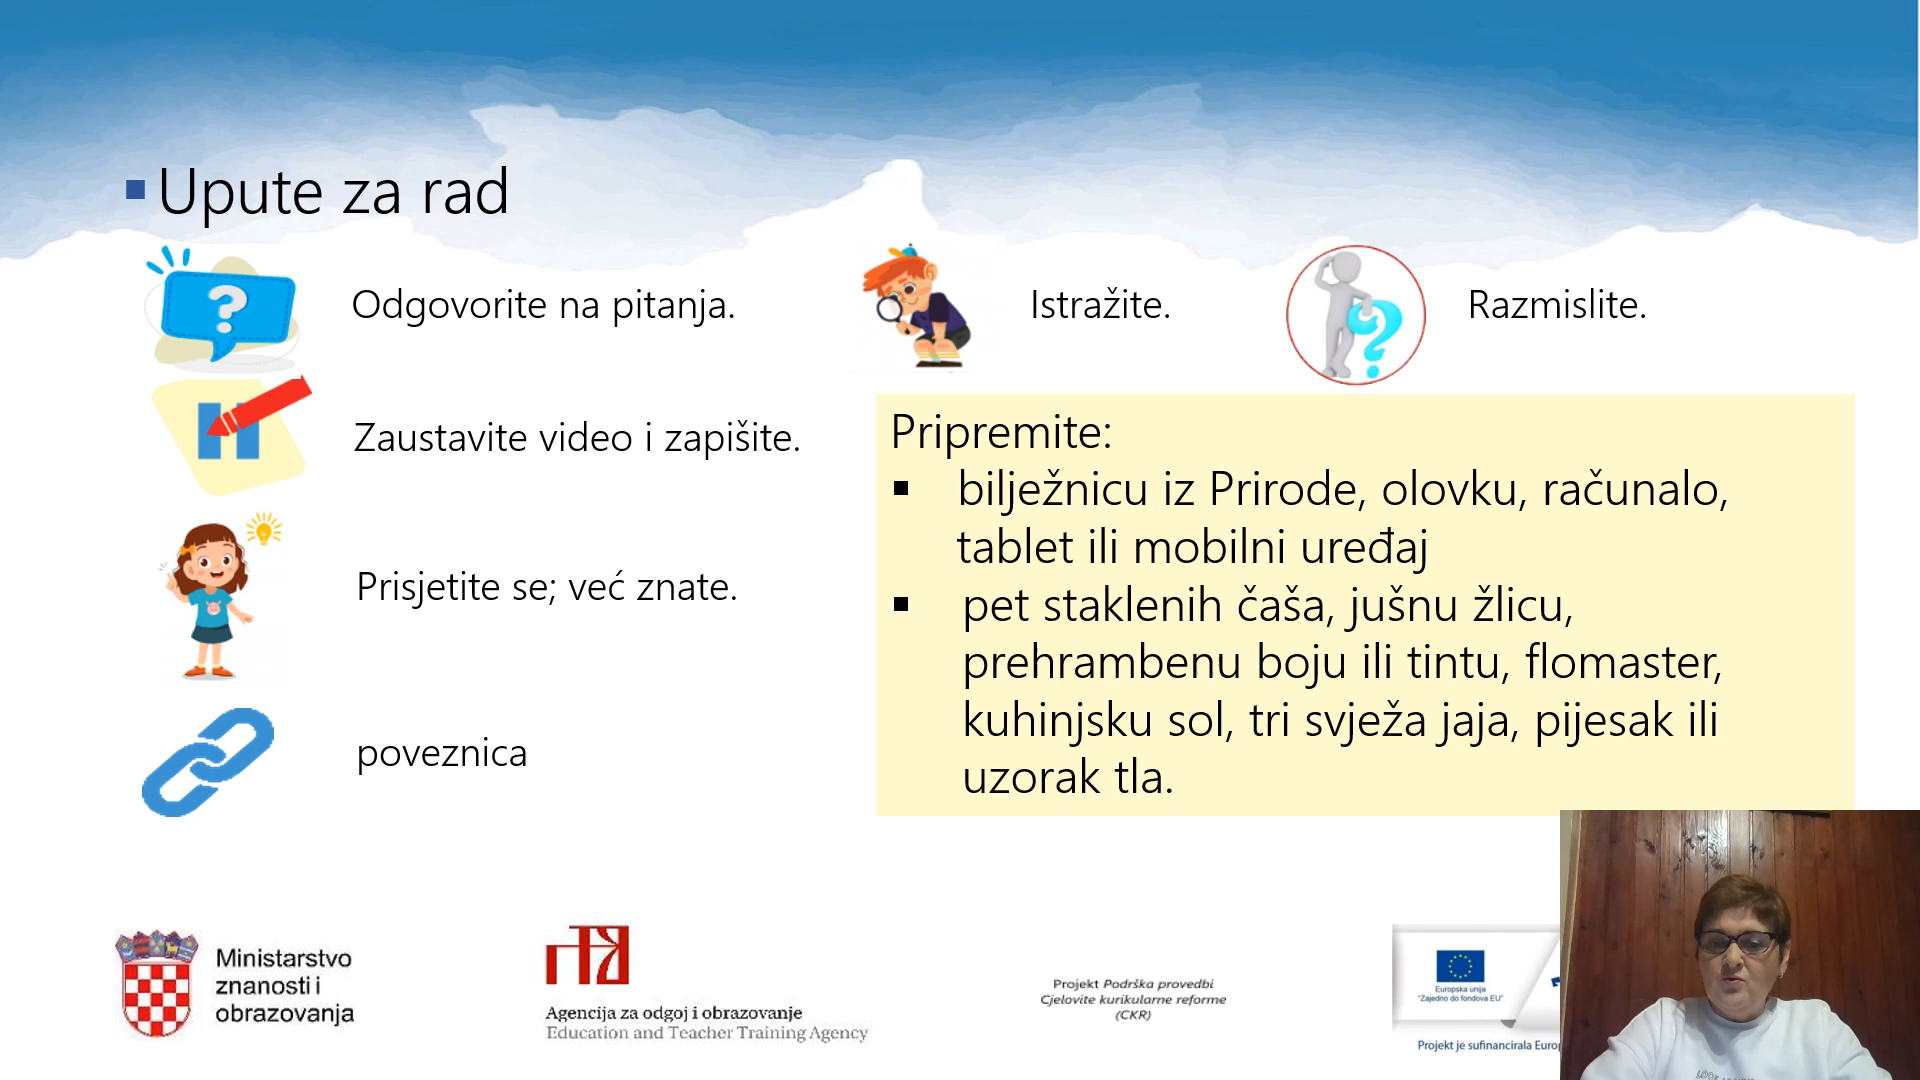 Upute za rad
Odgovorite na pitanja.
Istražite.
Razmislite.
Zaustavite video i zapišite.
Prisjetite se; već znate.
poveznica
Pripremite:
bilježnicu iz Prirode, olovku, računalo,
tablet ili mobilni uređaj
pet staklenih čaša, jušnu žlicu,
prehrambenu boju ili tintu, flomaster,
kuhinjsku sol, tri svježa jaja, pijesak ili
uzorak tla.
Ministarstvo
znanosti i
obrazovanja
Agencija za odgoj i obrazovanje
Education and Teacher Training Agency
Projekt Podrška provedbi
Cjelovite kurikularne reforme
(CKR)
Europska unija
"Zajedno do fondova EU"
Projekt je sufinancirala